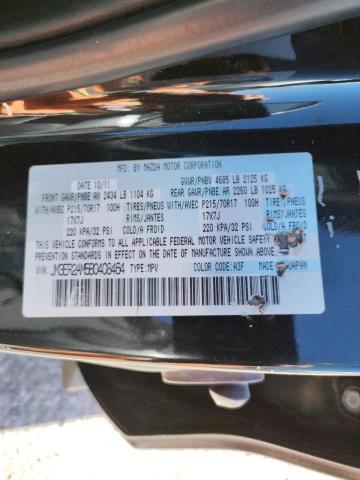 MFG. BY MAZDA MOTOR CORPORATION
DATE 10/11 GVWR/PNBV 4685 LB 2125 KG
FRONT GAWR/PNBE AV 2434 LB 1104 KG REAR GAWR/PNBE AR 2260 LB 1025 KG
WITH/AVEC P215/70R17 100H TIRES/PNEUS WITH/AVEC P215/70R17 100H TIRES/PNEUS
17X7J RIMS/JANTES 17X7J RIMS/JANTES
220 KPA/32 PSI COLD/A FROID 220 KPA/32 PSI COLD/A FROID
THIS VEHICLE CONFORMS TO ALL APPLICABLE FEDERAL MOTOR VEHICLE SAFETY
PREVENTION STANDARDS IN EFFECT ON THE DATE OF MANUFACTURE SHOWN ABOVE.
VIN: JM3ER2AM5B0408464 TYPE:MPV COLOR CODE:A3F MADE JAPAN